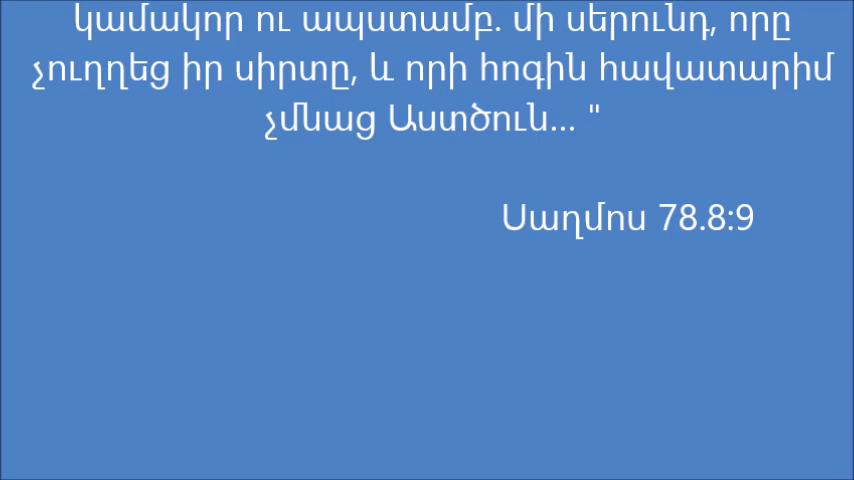 կամակոր ու ապստամբ. մի սերունդ, որը
չուղղեց իր սիրտը, և որի հոգին հավատարիմ
չմնաց Աստծուն... "
Սաղմոս 78.8:9